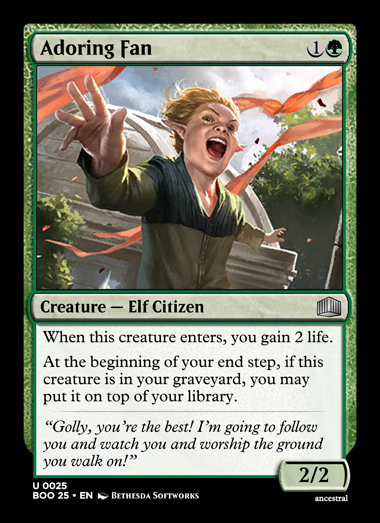 Adoring Fan 1
Creature — Elf Citizen
When this creature enters, you gain 2 life.
At the beginning of your end step, if this
creature is in your graveyard, you may
put it on top of your library.
“Golly, you’re the best! I’m going to follow
you and watch you and worship the ground
you walk on!”
2/2
U 0025
BOO 25 • EN BETHESDA SOFTWORKS
ancestral